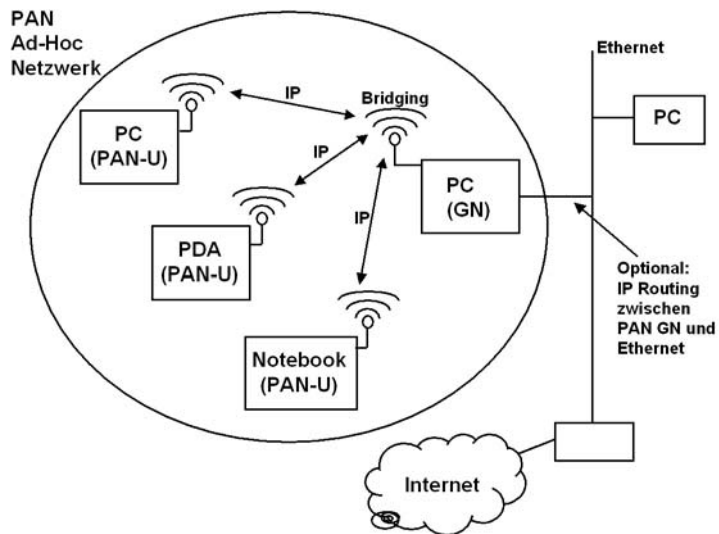 PAN
Ad-Hoc
Netzwerk
Ethernet
IP
Bridging
PC
PC
(PAN-U)
IP
PC
(GN)
IP
PDA
(PAN-U)
Optional:
IP Routing
zwischen
PAN GN und
Ethernet
Notebook
(PAN-U)
Internet